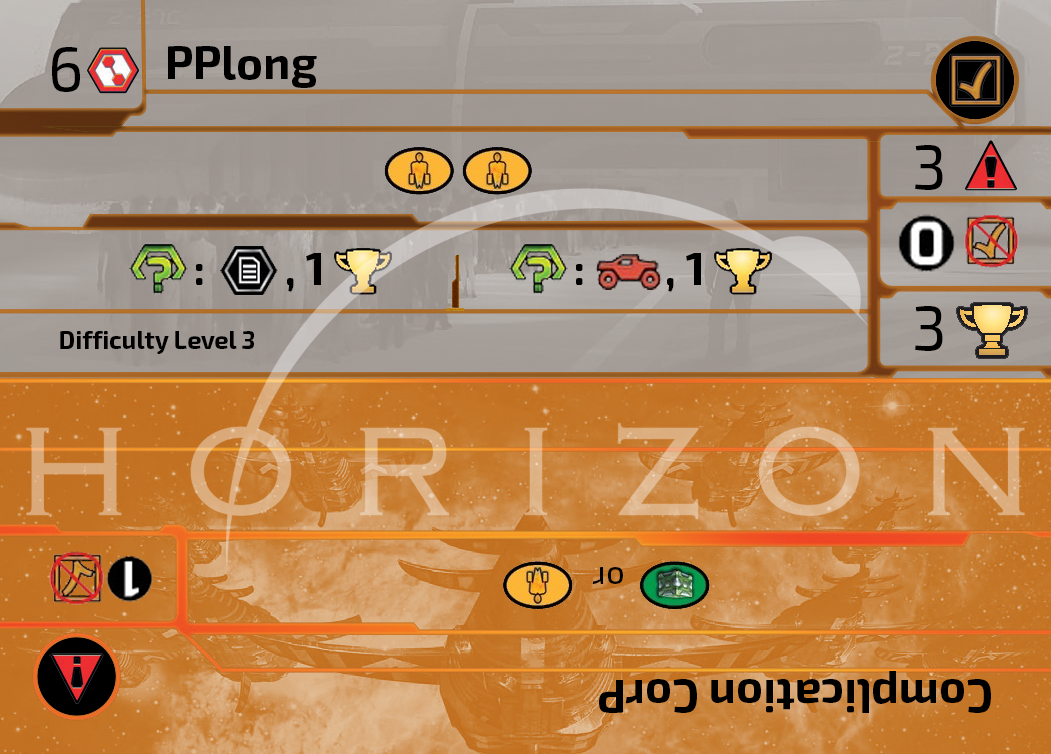 6 PPlong
3
: , 1 : , 1
0
3
Difficulty Level 3
HORIZON
1
or
Complication CorP